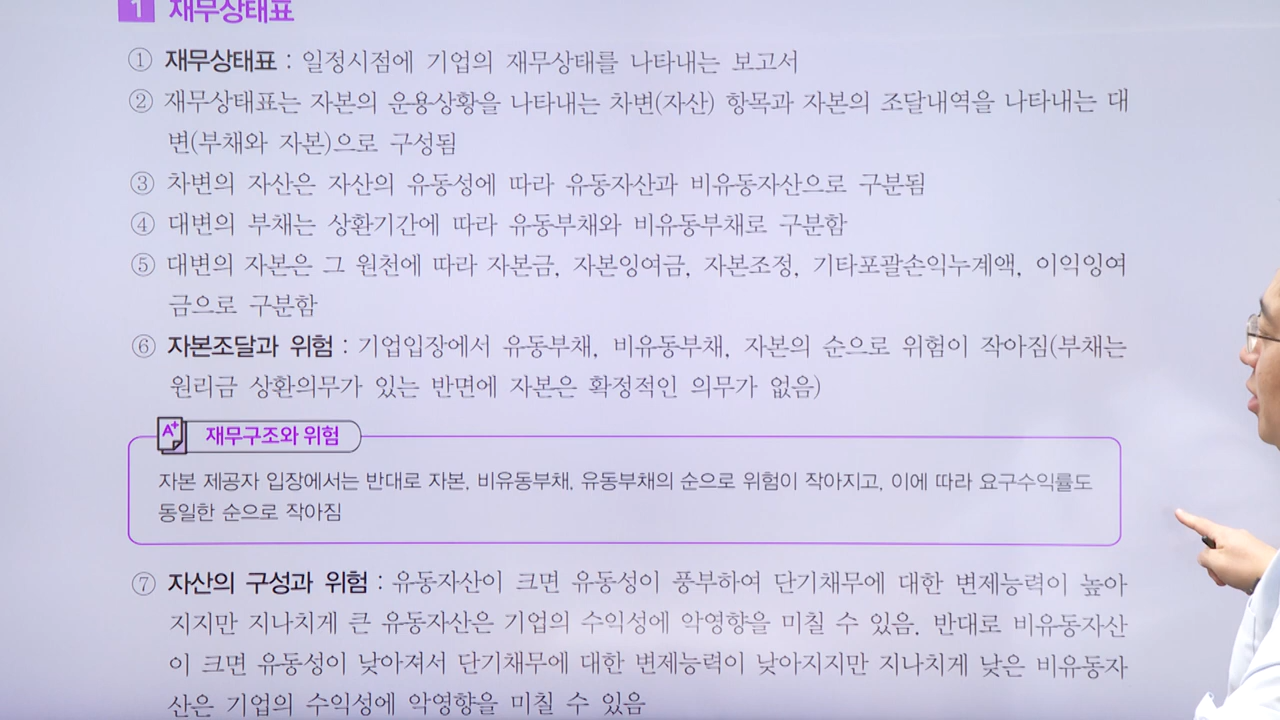 1 재무상태표
① 재무상태표 : 일정시점에 기업의 재무상태를 나타내는 보고서
② 재무상태표는 자본의 운용상황을 나타내는 차변(자산) 항목과 자본의 조달내역을 나타내는 대
변(부채와 자본)으로 구성됨
③ 차변의 자산은 자산의 유동성에 따라 유동자산과 비유동자산으로 구분됨
④ 대변의 부채는 상환기간에 따라 유동부채와 비유동부채로 구분함
⑤ 대변의 자본은 그 원천에 따라 자본금, 자본잉여금, 자본조정, 기타포괄손익누계액, 이익잉여
금으로 구분함
⑥ 자본조달과 위험 : 기업입장에서 유동부채, 비유동부채, 자본의 순으로 위험이 작아짐(부채는
원리금 상환의무가 있는 반면에 자본은 확정적인 의무가 없음)
A+ 재무구조와 위험
자본 제공자 입장에서는 반대로 자본, 비유동부채, 유동부채의 순으로 위험이 작아지고, 이에 따라 요구수익률도
동일한 순으로 작아짐
⑦ 자산의 구성과 위험 : 유동자산이 크면 유동성이 풍부하여 단기채무에 대한 변제능력이 높아
지지만 지나치게 큰 유동자산은 기업의 수익성에 악영향을 미칠 수 있음. 반대로 비유동자산
이 크면 유동성이 낮아져서 단기채무에 대한 변제능력이 낮아지지만 지나치게 낮은 비유동자
산은 기업의 수익성에 악영향을 미칠 수 있음